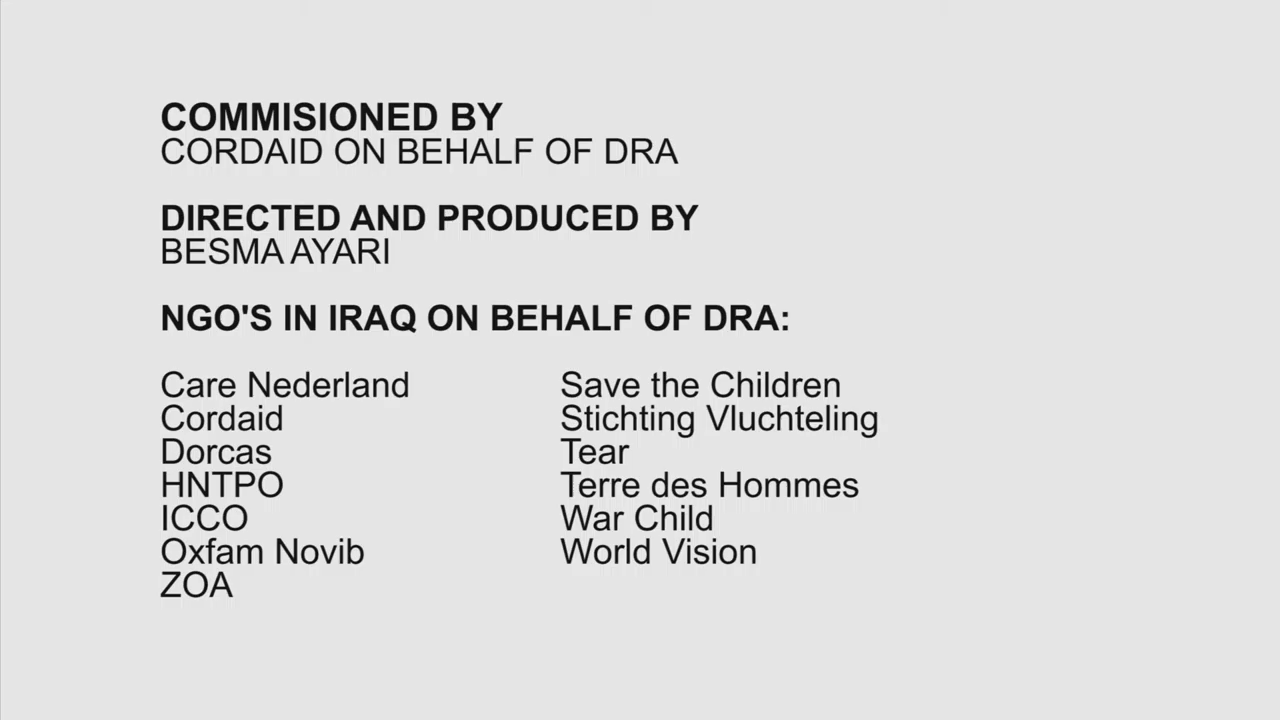 COMMISIONED BY
CORDAID ON BEHALF OF DRA
DIRECTED AND PRODUCED BY
BESMA AYARI
NGO'S IN IRAQ ON BEHALF OF DRA:
Care Nederland
Cordaid
Dorcas
HNTPO
ICCO
Oxfam Novib
ZOA
Save the Children
Stichting Vluchteling
Tear
Terre des Hommes
War Child
World Vision